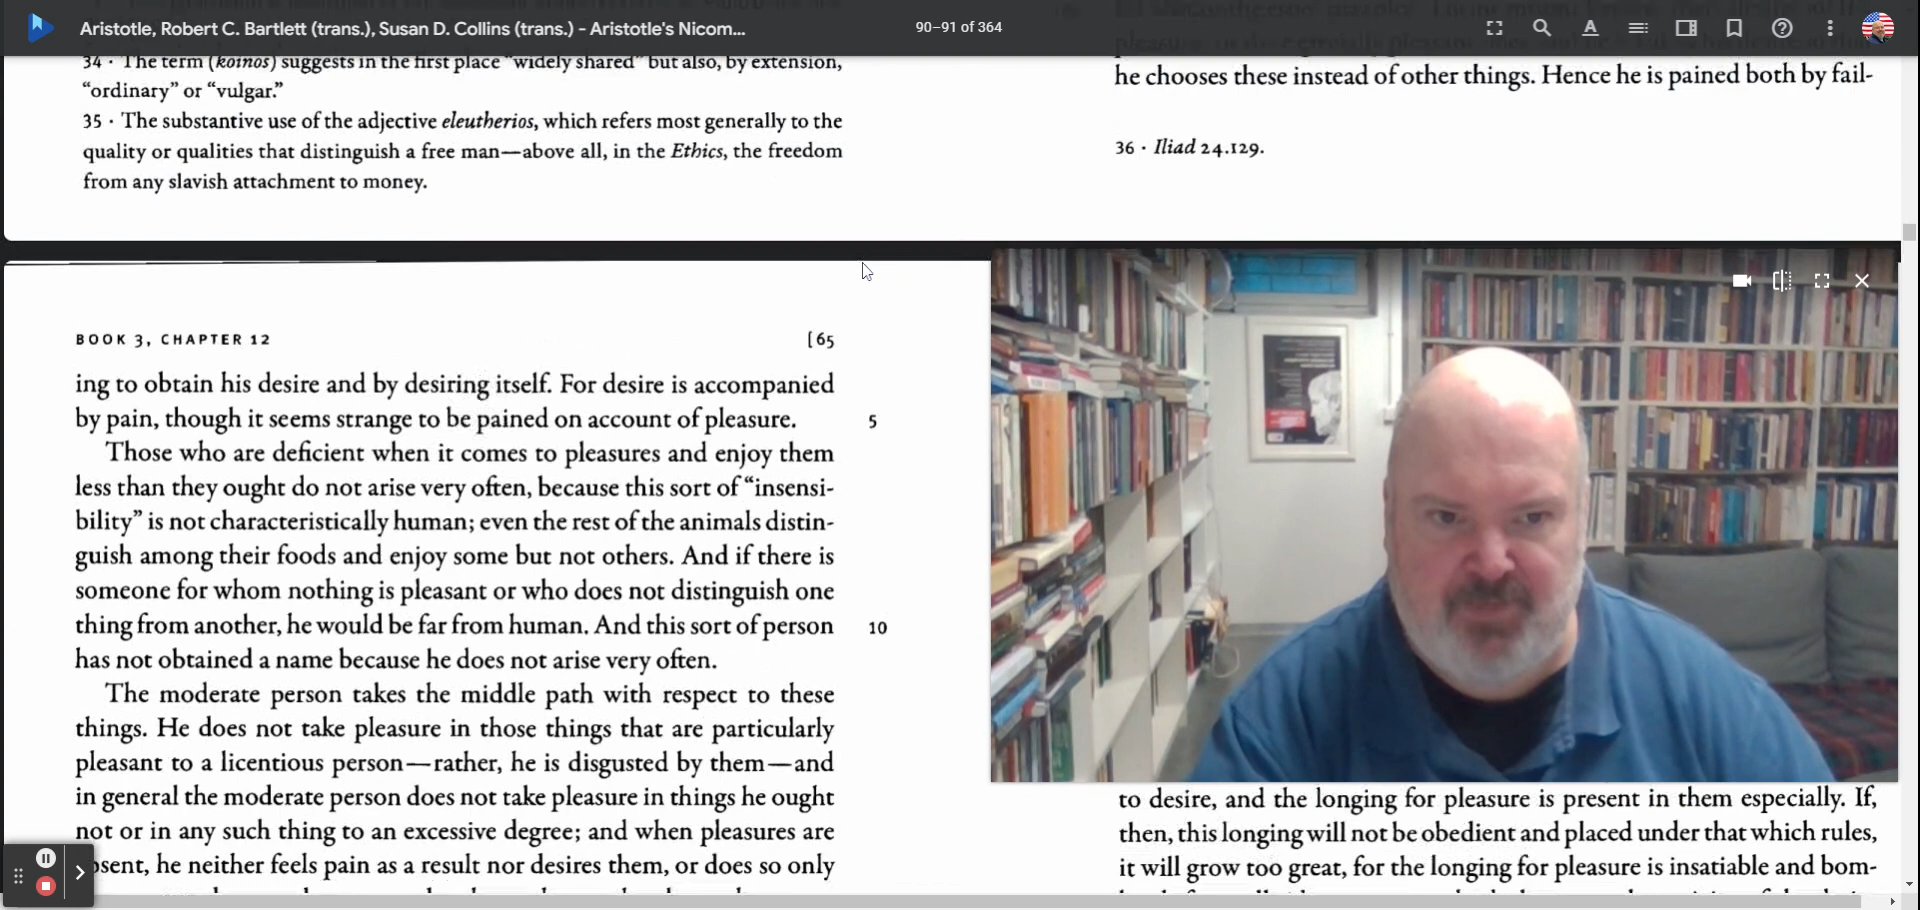 Aristotle, Robert C. Bartlett (trans.), Susan D. Collins (trans.) - Aristotle's Nicom...
90–91 of 364
34 · The term (koinos) suggests in the first place “widely shared” but also, by extension,
“ordinary” or “vulgar.”
35 · The substantive use of the adjective eleutherios, which refers most generally to the
quality or qualities that distinguish a free man—above all, in the Ethics, the freedom
from any slavish attachment to money.
he chooses these instead of other things. Hence he is pained both by fail-
36 · Iliad 24.129.
BOOK 3, CHAPTER 12 [65
ing to obtain his desire and by desiring itself. For desire is accompanied
by pain, though it seems strange to be pained on account of pleasure. 5
Those who are deficient when it comes to pleasures and enjoy them
less than they ought do not arise very often, because this sort of “insensi-
bility” is not characteristically human; even the rest of the animals distin-
guish among their foods and enjoy some but not others. And if there is
someone for whom nothing is pleasant or who does not distinguish one
thing from another, he would be far from human. And this sort of person 10
has not obtained a name because he does not arise very often.
The moderate person takes the middle path with respect to these
things. He does not take pleasure in those things that are particularly
pleasant to a licentious person—rather, he is disgusted by them—and
in general the moderate person does not take pleasure in things he ought
not or in any such thing to an excessive degree; and when pleasures are
he neither feels pain as a result nor desires them, or does so only
to desire, and the longing for pleasure is present in them especially. If,
then, this longing will not be obedient and placed under that which rules,
it will grow too great, for the longing for pleasure is insatiable and bom-